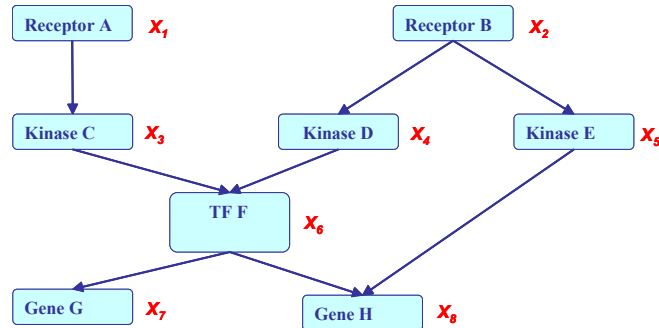 Receptor A X₁ Receptor B X₂
Kinase C X₃ Kinase D X₄ Kinase E X₅
TF F X₆
Gene G X₇ Gene H X₈